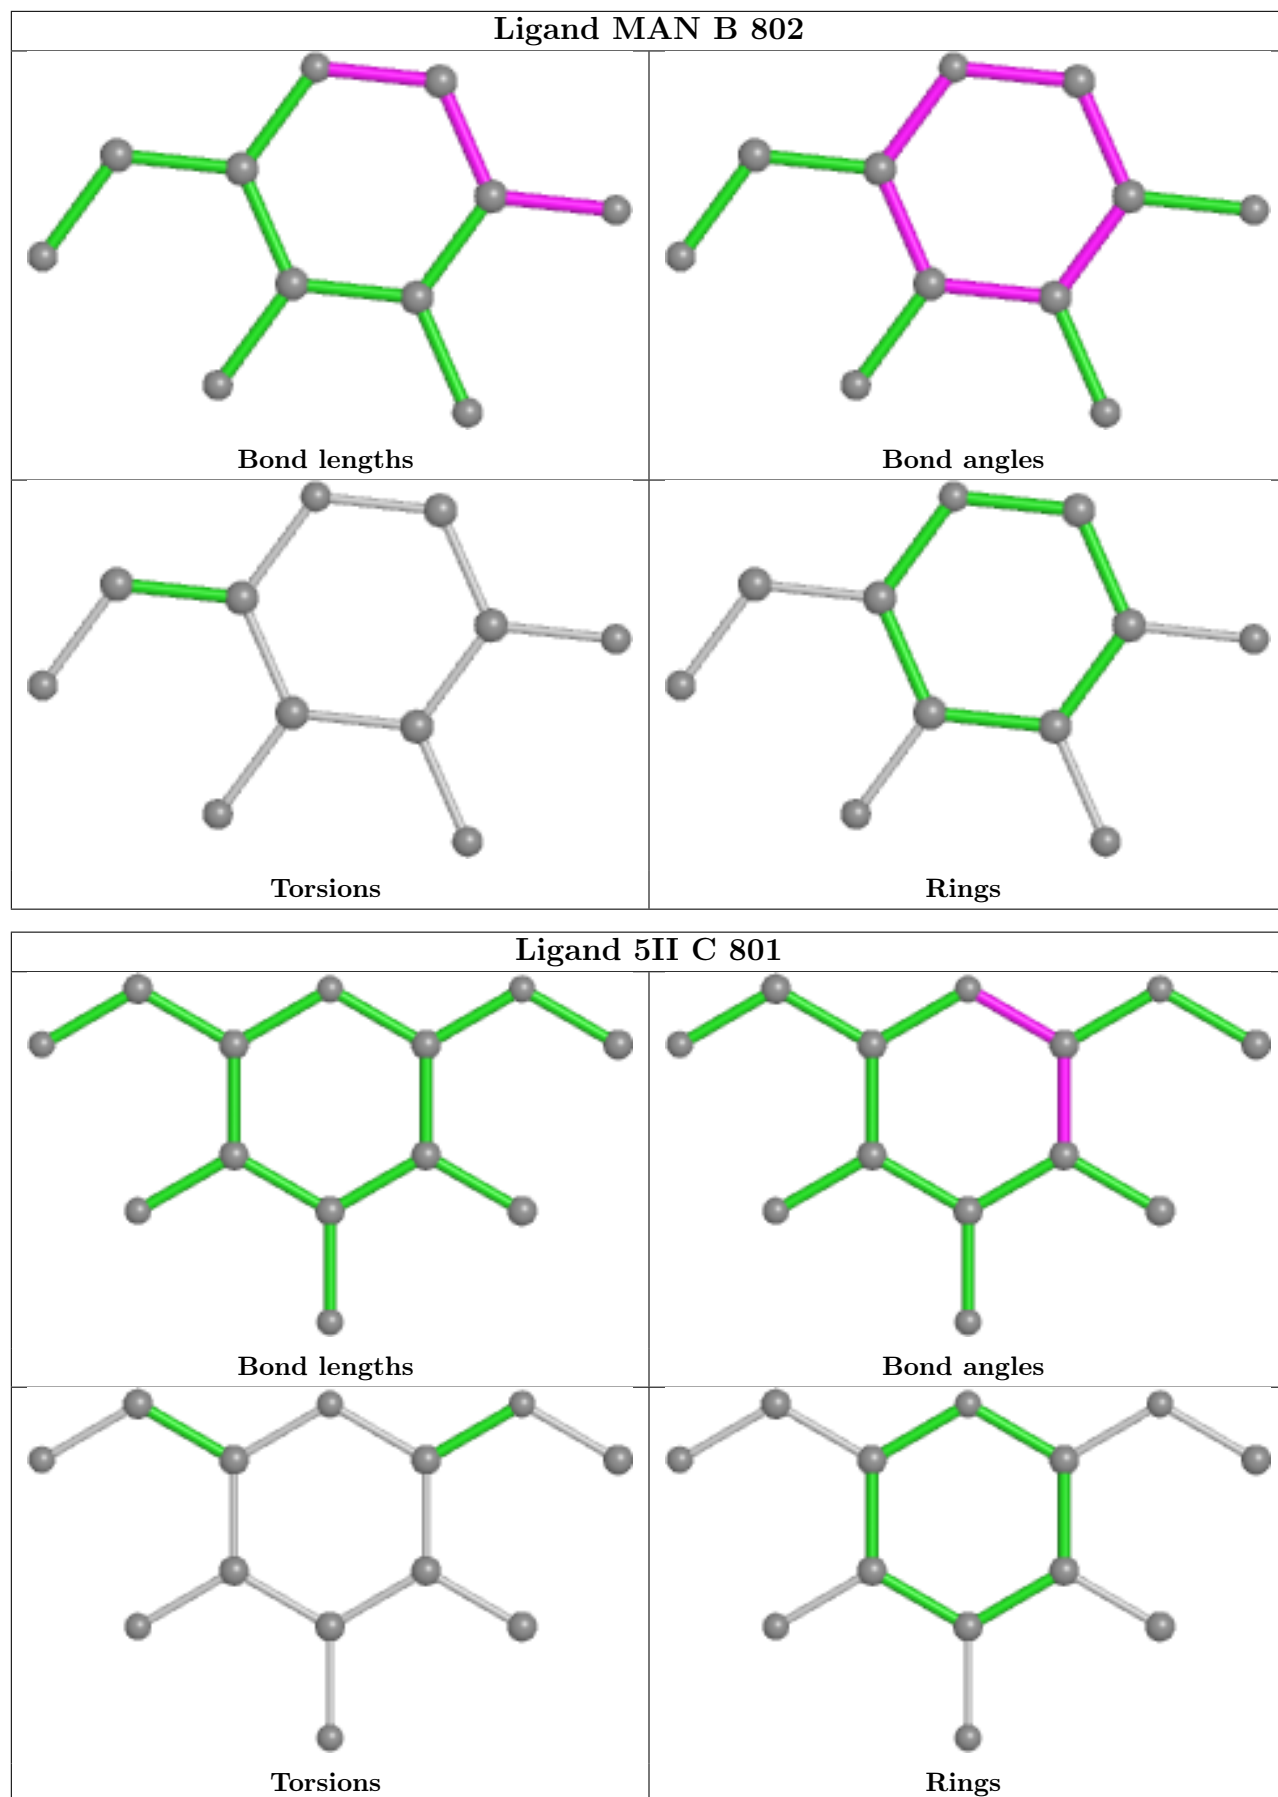 Ligand MAN B 802
Bond lengths
Bond angles
Torsions
Rings
Ligand 5II C 801
Bond lengths
Bond angles
Torsions
Rings